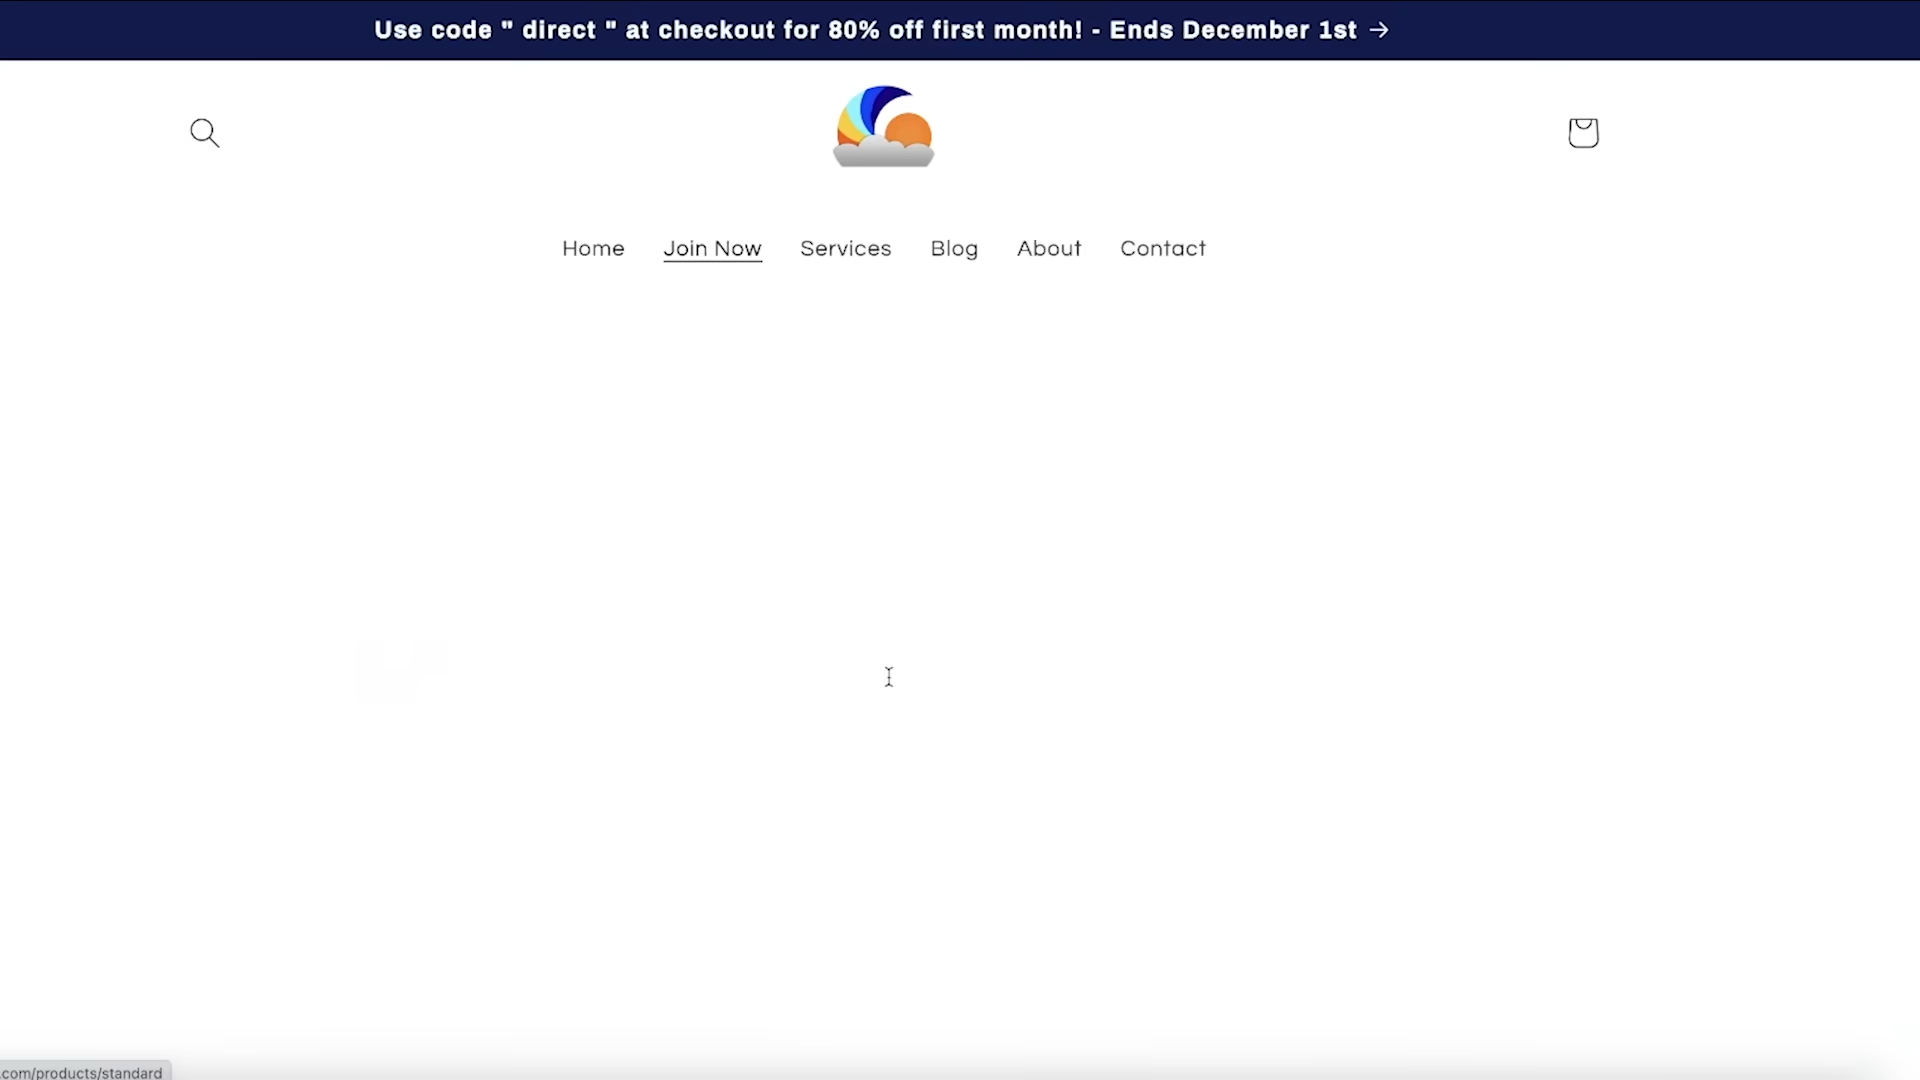 Use code " direct " at checkout for 80% off first month! - Ends December 1st →
Home Join Now Services Blog About Contact
.com/products/standard